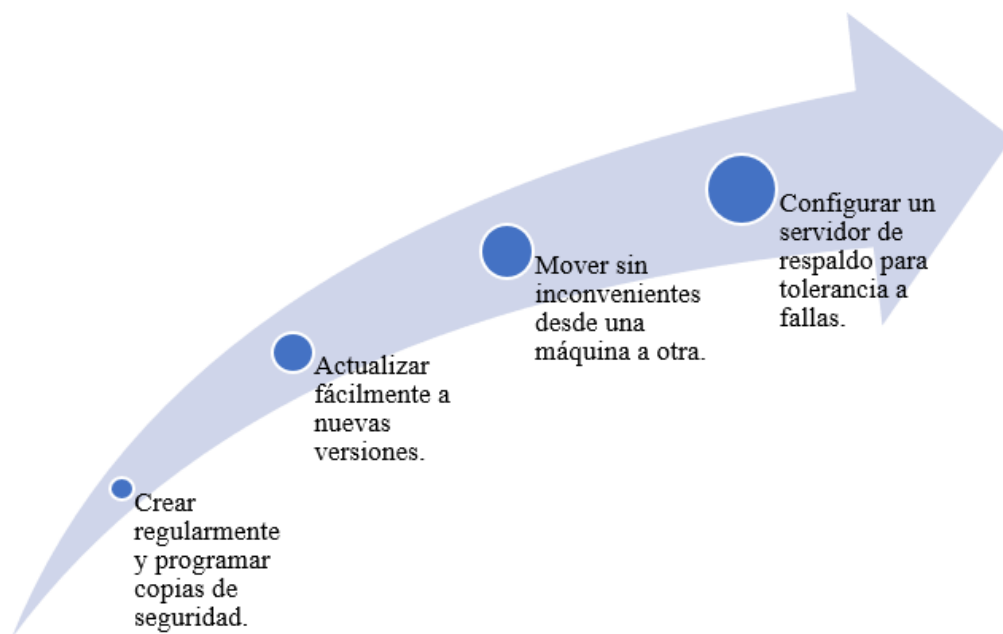 Crear
regularmente
y programar
copias de
seguridad.
Actualizar
fácilmente a
nuevas
versiones.
Mover sin
inconvenientes
desde una
máquina a otra.
Configurar un
servidor de
respaldo para
tolerancia a
fallas.